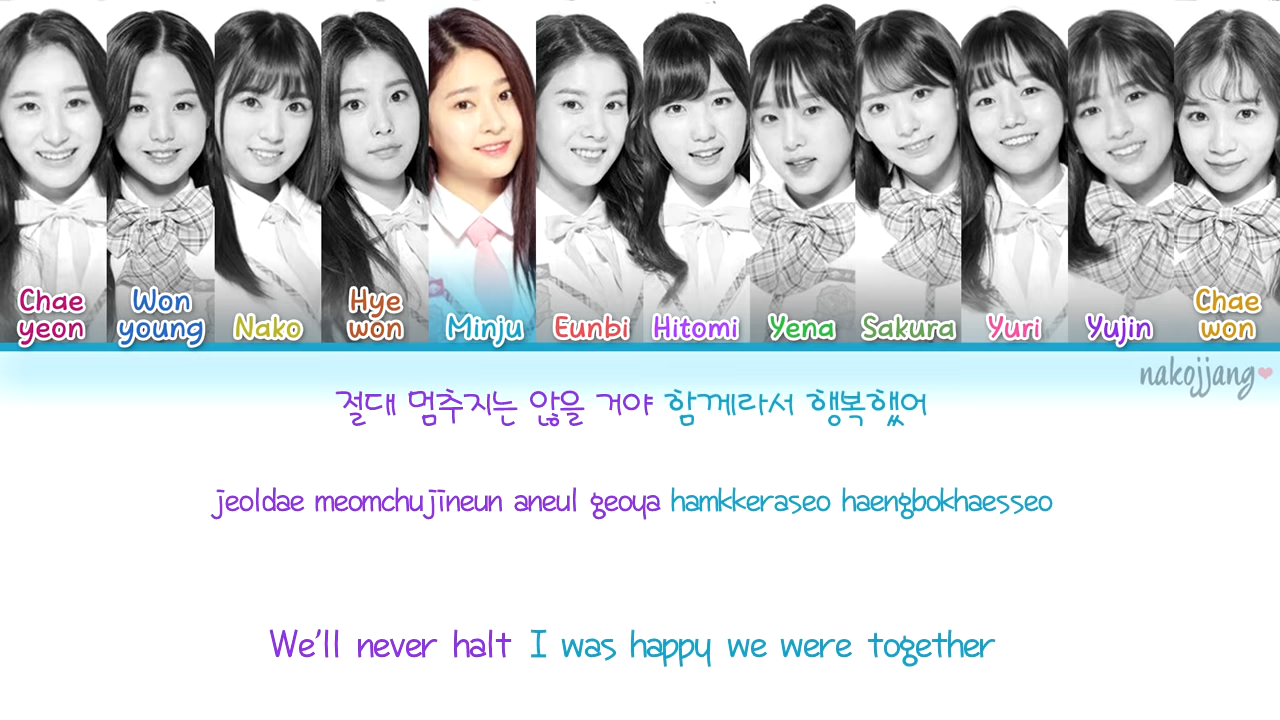 Chae yeon
Won young
Nako
Hye won
Minju
Eunbi
Hitomi
Yena
Sakura
Yuri
Yujin
Chae won
nakojjang
절대 멈추지는 않을 거야 함께라서 행복했어
jeoldae meomchujineun aneul geoya hamkkeraseo haengbokhaesseo
We'll never halt I was happy we were together